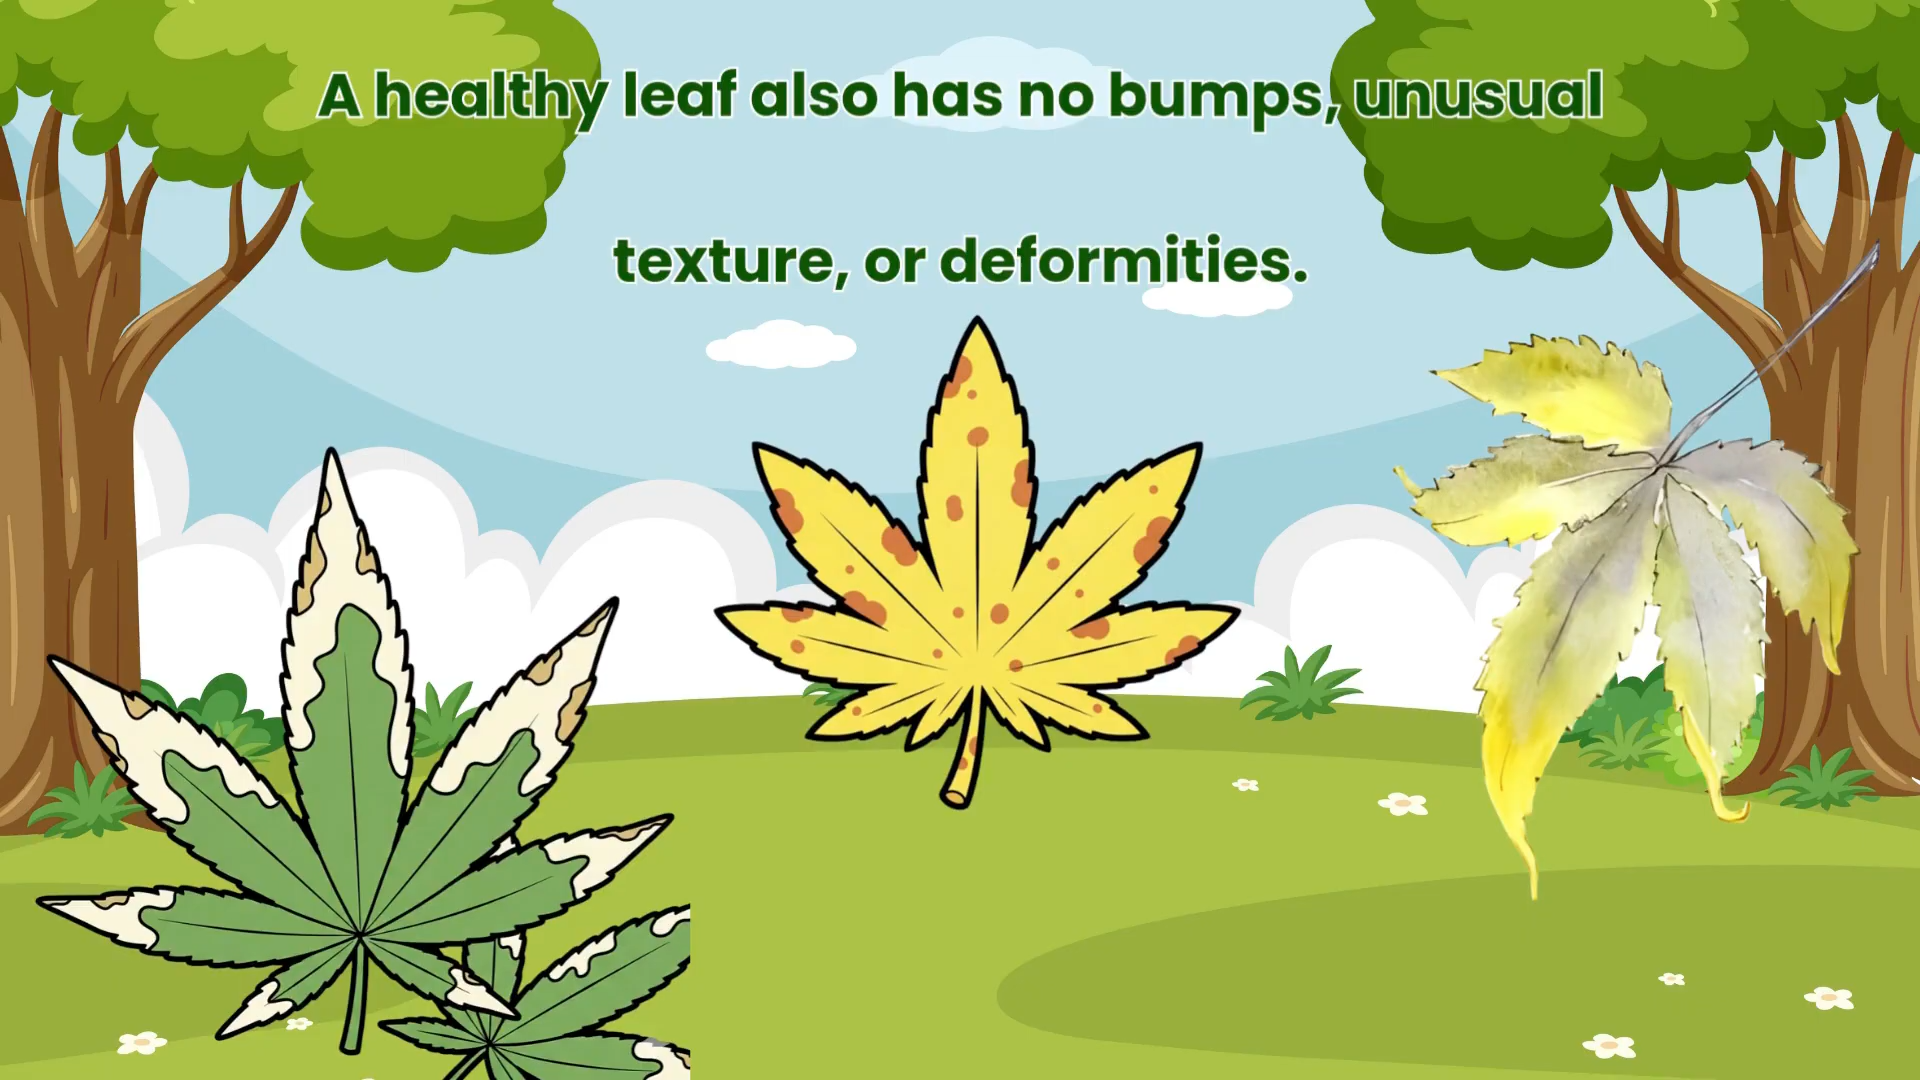 A healthy leaf also has no bumps, unusual
texture, or deformities.